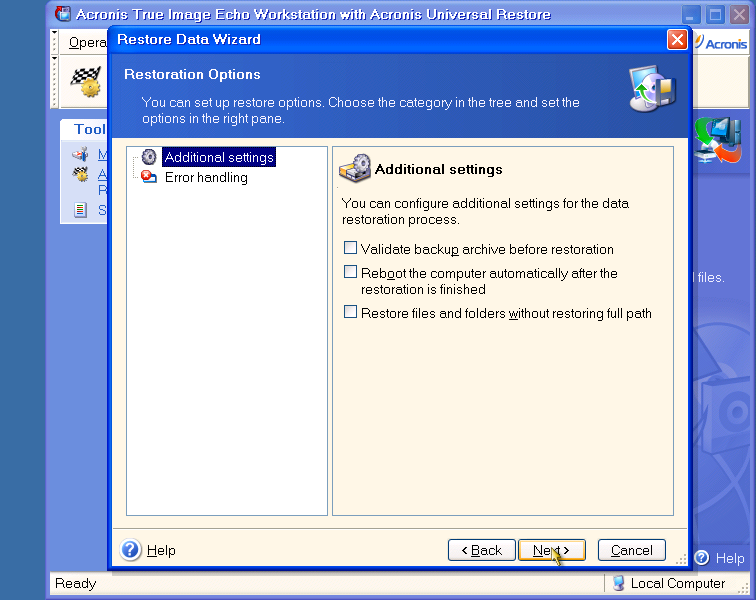 Acronis True Image Echo Workstation with Acronis Universal Restore
Opera
Acronis
Restore Data Wizard
Restoration Options
You can set up restore options. Choose the category in the tree and set the
options in the right pane.
Tool
M
A
R
S
Additional settings
Error handling
Additional settings
You can configure additional settings for the data
restoration process.
Validate backup archive before restoration
Reboot the computer automatically after the
restoration is finished
Restore files and folders without restoring full path
l files.
Help
< Back
Next >
Cancel
Help
Ready
Local Computer